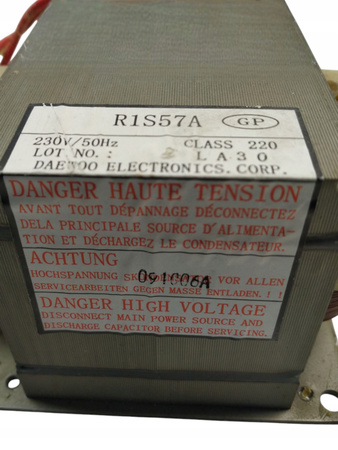 R1S57A GP
230V/50Hz CLASS 220
LOT NO.: LA30
DAEWOO ELECTRONICS. CORP.
DANGER HAUTE TENSION
AVANT TOUT DÉPANNAGE DÉCONNECTEZ
DELA PRINCIPALE SOURCE D'ALIMENTA-
TION ET DÉCHARGEZ LE CONDENSATEUR.
ACHTUNG
HOCHSPANNUNG VOR ALLEN
SERVICEARBEITEN GEGEN MASSE ENTLADEN. ! !
DANGER HIGH VOLTAGE
DISCONNECT MAIN POWER SOURCE AND
DISCHARGE CAPACITOR BEFORE SERVICING.